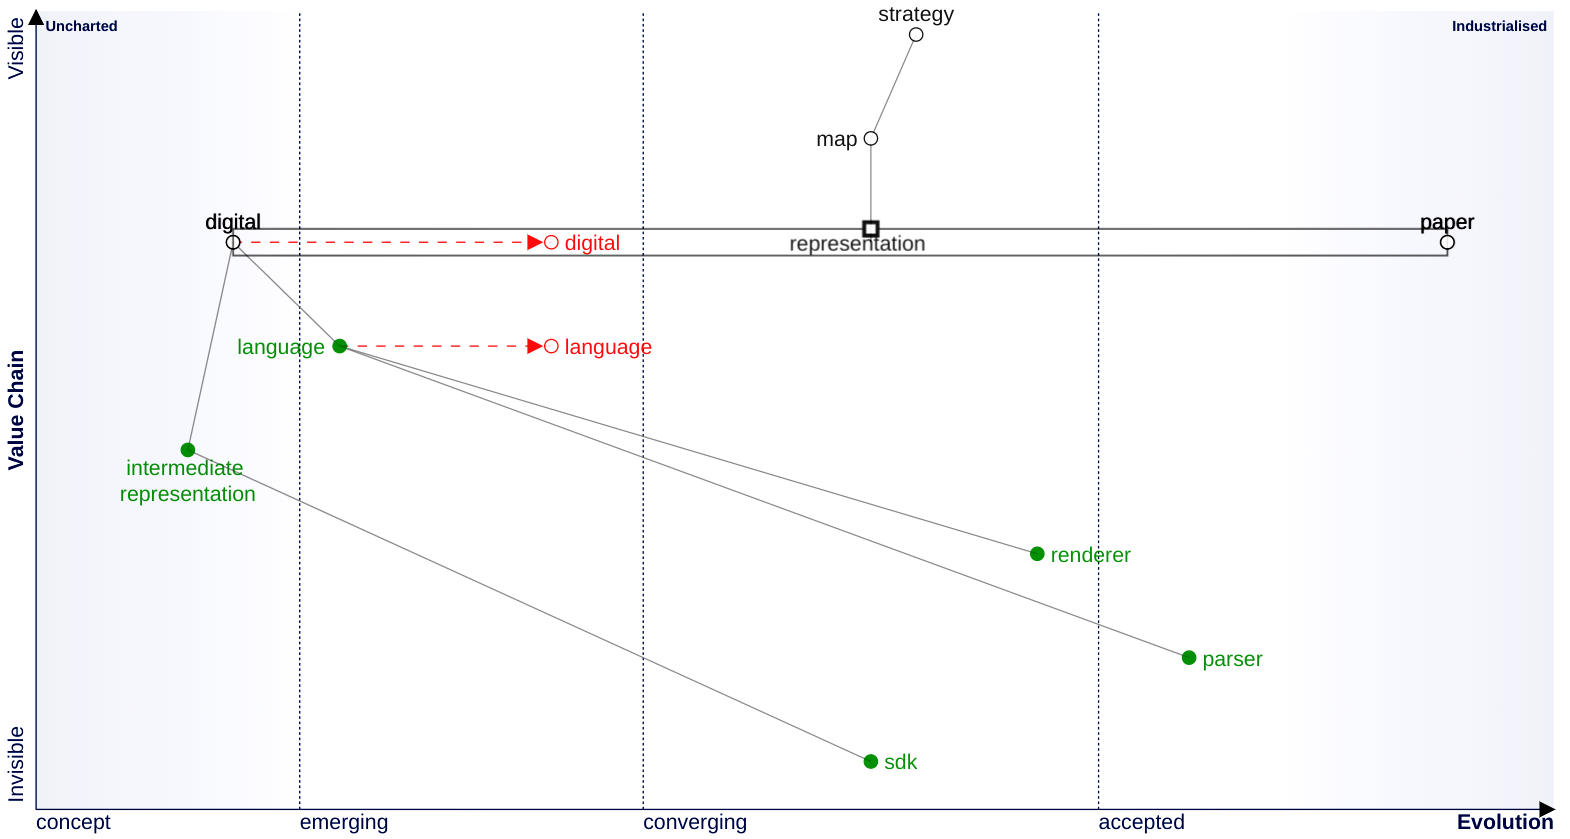 strategy
Uncharted
Industrialised
Visible
map
digital
paper
digital
representation
language
language
Value Chain
intermediate
representation
renderer
parser
Invisible
sdk
concept
emerging
converging
accepted
Evolution